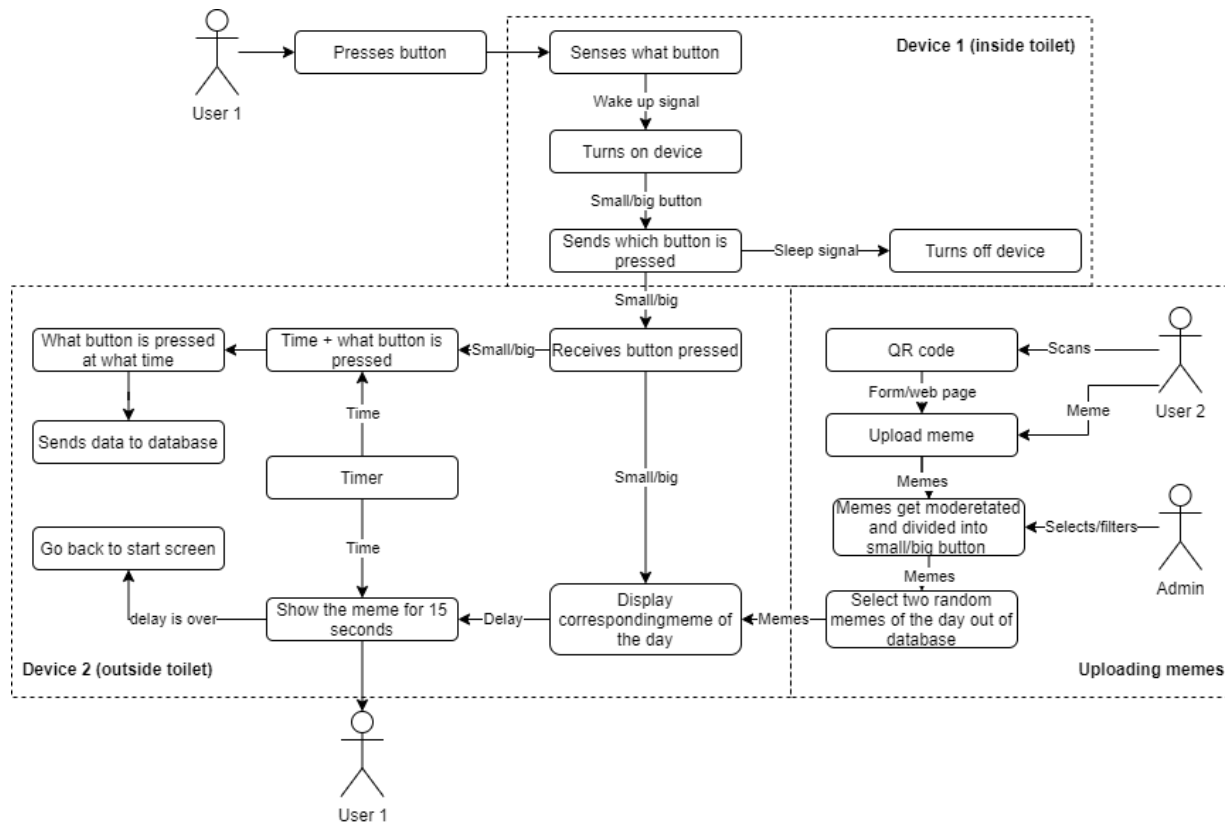 Presses button
Senses what button
Device 1 (inside toilet)
User 1
Wake up signal
Turns on device
Small/big button
Sends which button is
pressed
Sleep signal
Turns off device
Small/big
What button is pressed
at what time
Time + what button is
pressed
Small/big
Receives button pressed
QR code
Scans
Form/web page
User 2
Meme
Time
Sends data to database
Upload meme
Timer
Small/big
Memes
Memes get moderetated
and divided into
small/big button
Selects/filters
Go back to start screen
Time
Memes
Admin
delay is over
Show the meme for 15
seconds
Delay
Display
correspondingmeme of
the day
Memes
Select two random
memes of the day out of
database
Device 2 (outside toilet)
Uploading memes
User 1